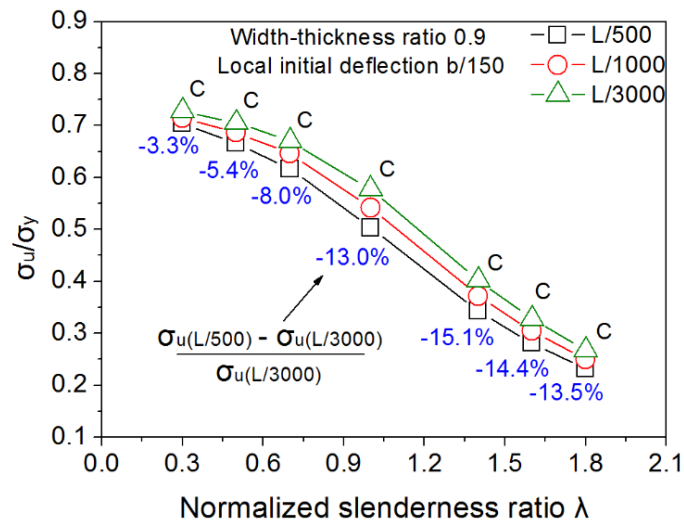 Width-thickness ratio 0.9
Local initial deflection b/150
L/500
L/1000
L/3000
C C C C C C C
-3.3%
-5.4%
-8.0%
-13.0%
-15.1%
-14.4%
-13.5%
σu(L/500) - σu(L/3000)
σu(L/3000)
σu/σy
0.9
0.8
0.7
0.6
0.5
0.4
0.3
0.2
0.1
0.0 0.3 0.6 0.9 1.2 1.5 1.8 2.1
Normalized slenderness ratio λ